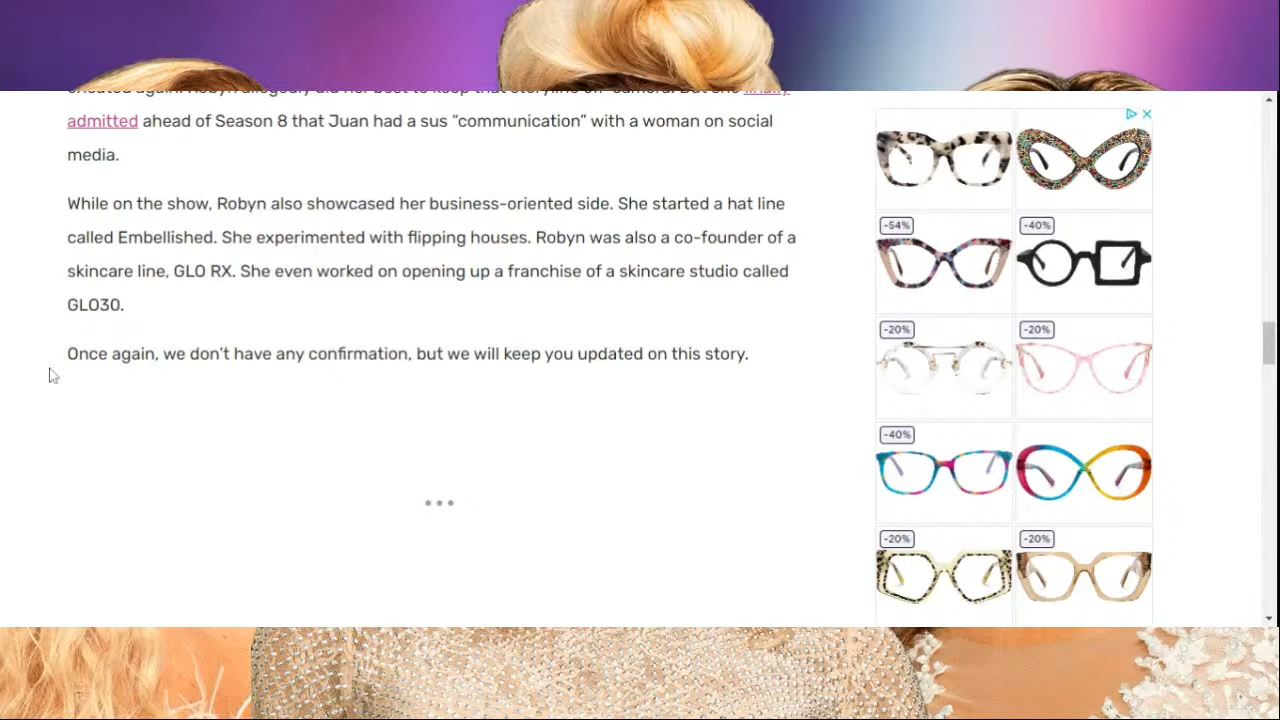 admitted ahead of Season 8 that Juan had a sus “communication” with a woman on social
media.
While on the show, Robyn also showcased her business-oriented side. She started a hat line
called Embellished. She experimented with flipping houses. Robyn was also a co-founder of a
skincare line, GLO RX. She even worked on opening up a franchise of a skincare studio called
GLO30.
Once again, we don’t have any confirmation, but we will keep you updated on this story.
-54%
-40%
-20%
-20%
-40%
-20%
-20%